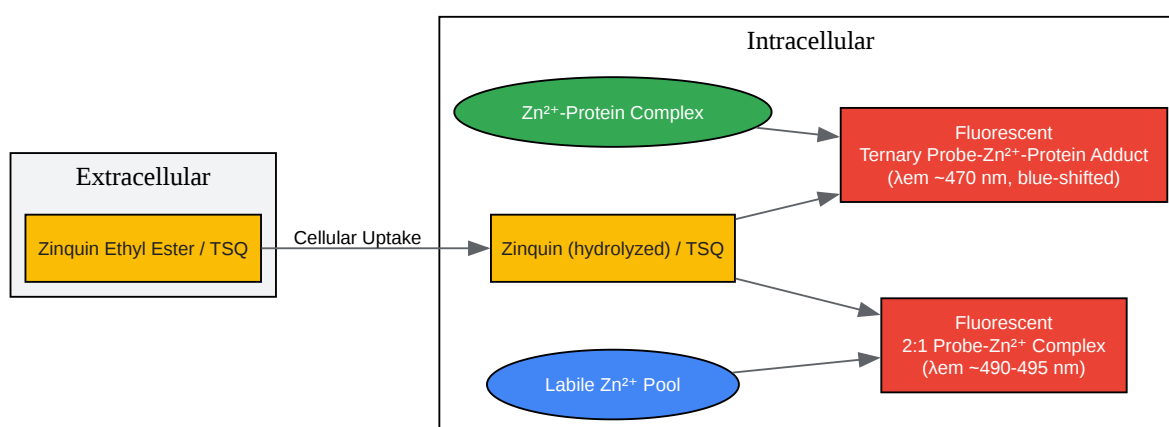 Extracellular
Zinquin Ethyl Ester / TSQ
Cellular Uptake
Intracellular
Zn²⁺-Protein Complex
Zinquin (hydrolyzed) / TSQ
Labile Zn²⁺ Pool
Fluorescent
Ternary Probe-Zn²⁺-Protein Adduct
(λem ~470 nm, blue-shifted)
Fluorescent
2:1 Probe-Zn²⁺ Complex
(λem ~490-495 nm)